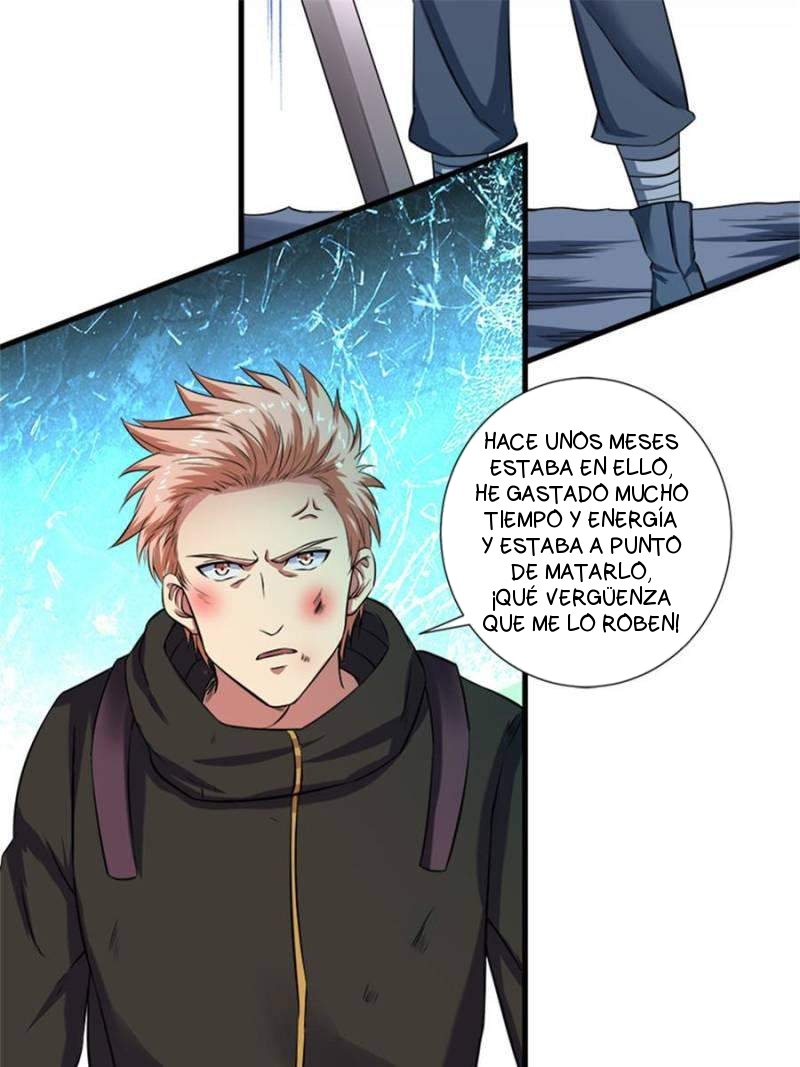 HACE UNOS MESES
ESTABA EN ELLO,
HE GASTADO MUCHO
TIEMPO Y ENERGÍA
Y ESTABA A PUNTO
DE MATARLO,
¡QUÉ VERGÜENZA
QUE ME LO ROBEN!